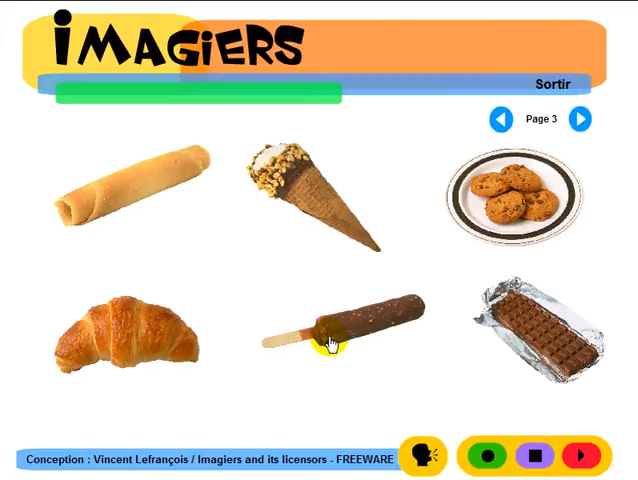 iMAGiERS
Sortir
Page 3
Conception : Vincent Lefrançois / Imagiers and its licensors - FREEWARE